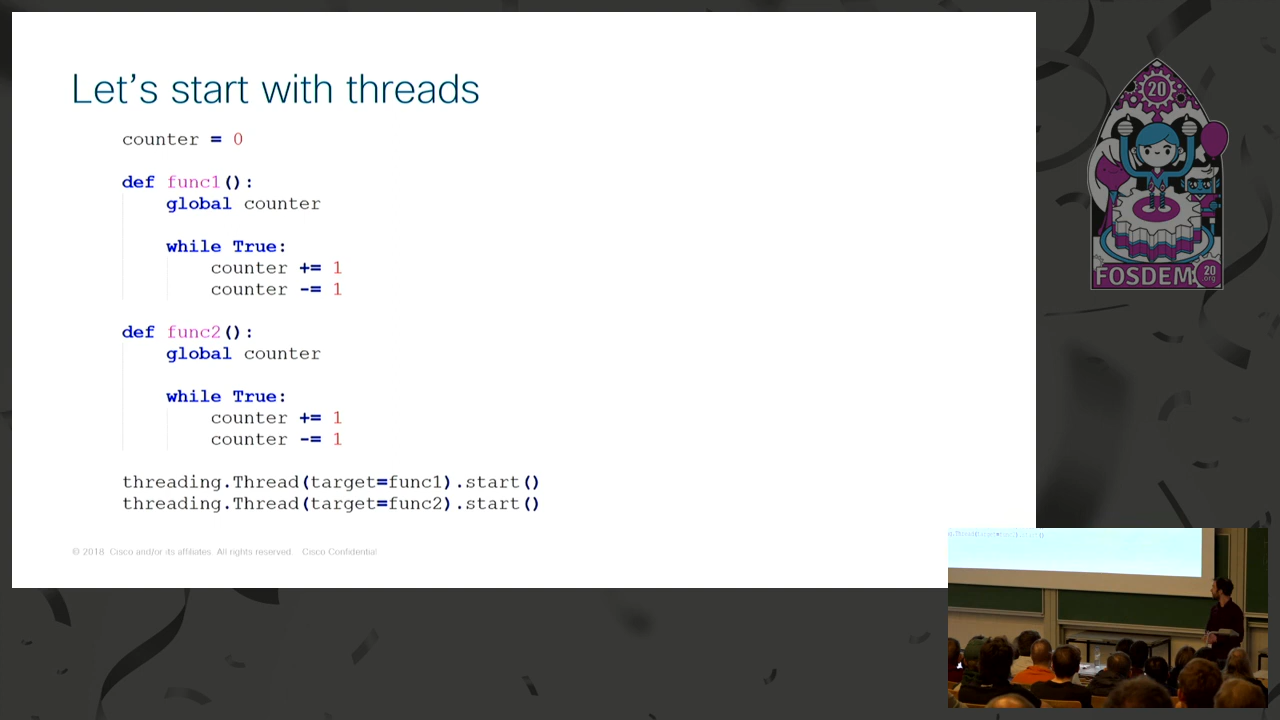 Let's start with threads
counter = 0
def func1():
global counter
while True:
counter += 1
counter -= 1
def func2():
global counter
while True:
counter += 1
counter -= 1
threading.Thread(target=func1).start()
threading.Thread(target=func2).start()
© 2018 Cisco and/or its affiliates. All rights reserved. Cisco Confidential
20
FOSDEM
20
.org